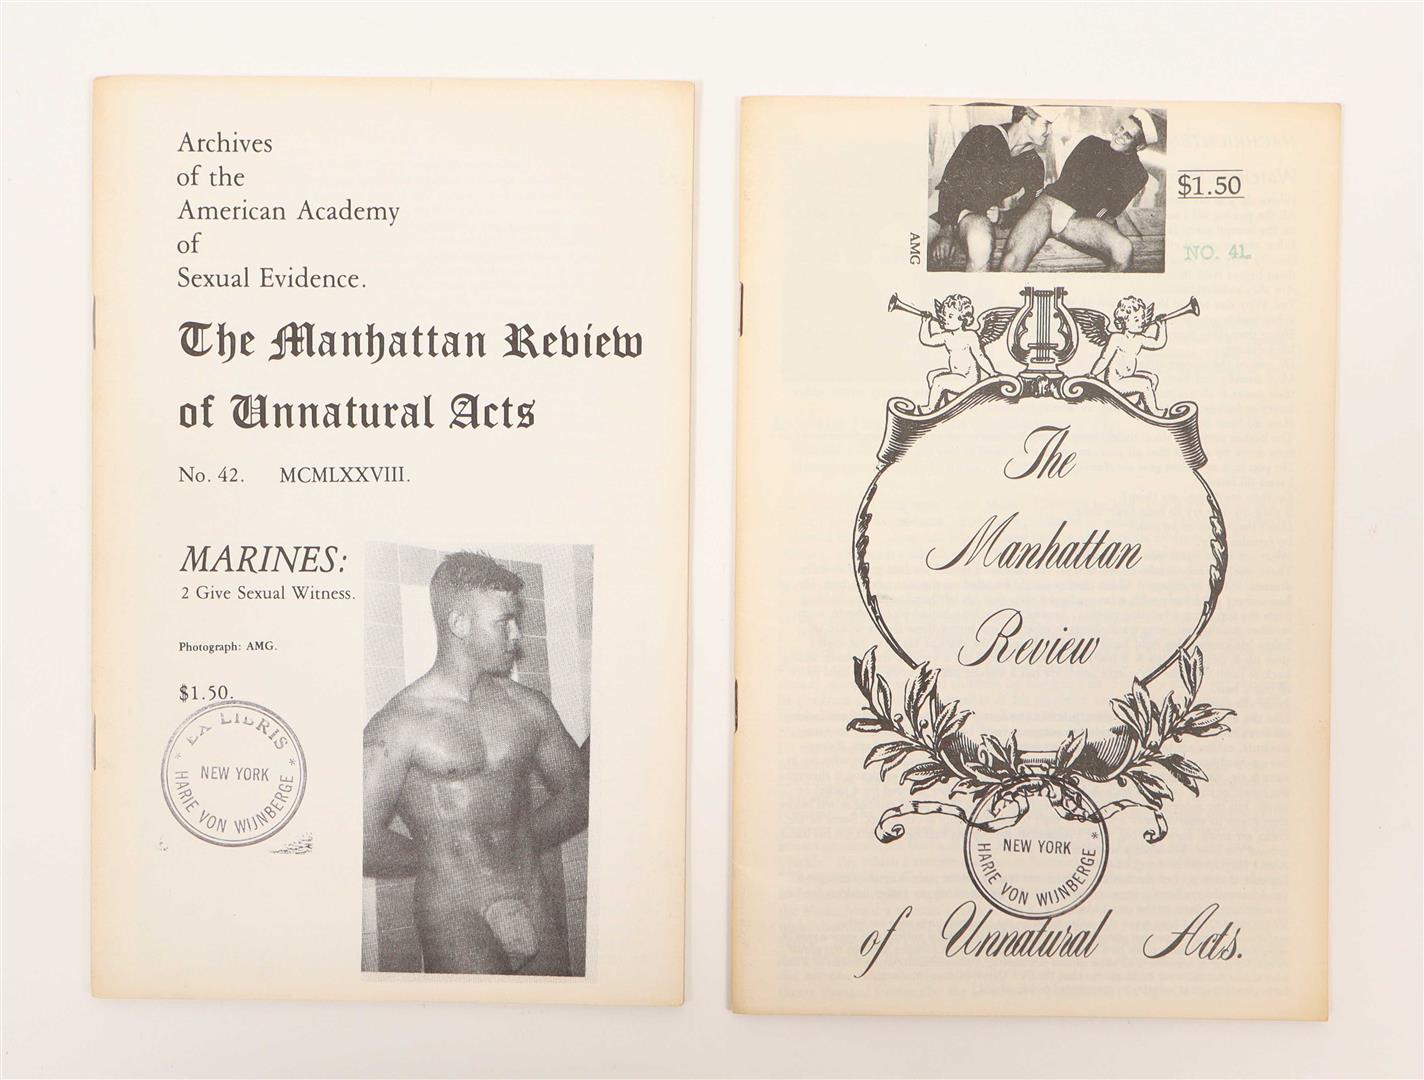 Archives
of the
American Academy
of
Sexual Evidence.
The Manhattan Review
of Unnatural Acts
No. 42. MCMLXXVIII.
MARINES:
2 Give Sexual Witness.
Photograph: AMG.
$1.50.
EX LIBRIS
NEW YORK
HARIE VON WIJNBERGE
AMG
$1.50
NO. 41
The
Manhattan
Review
NEW YORK
HARIE VON WIJNBERGE
of Unnatural Acts.